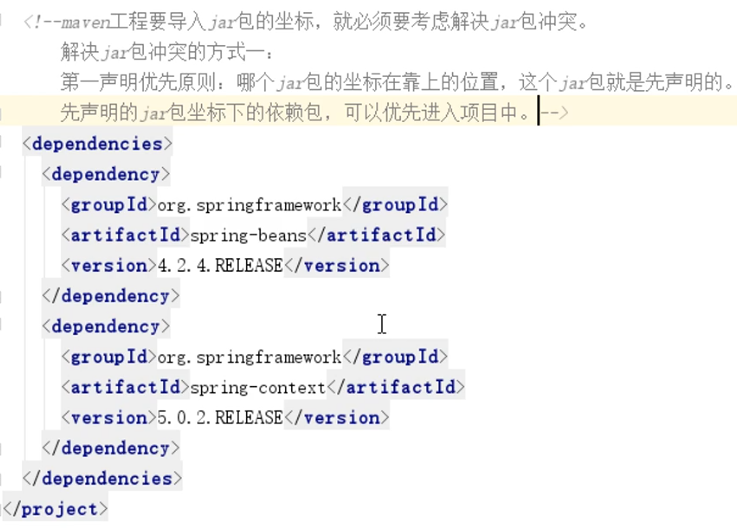 <!--maven工程要导入jar包的坐标，就必须要考虑解决jar包冲突。
解决jar包冲突的方式一：
第一声明优先原则：哪个jar包的坐标在靠上的位置，这个jar包就是先声明的。
先声明的jar包坐标下的依赖包，可以优先进入项目中。-->
<dependencies>
<dependency>
<groupId>org.springframework</groupId>
<artifactId>spring-beans</artifactId>
<version>4.2.4.RELEASE</version>
</dependency>
<dependency>
<groupId>org.springframework</groupId>
<artifactId>spring-context</artifactId>
<version>5.0.2.RELEASE</version>
</dependency>
</dependencies>
</project>